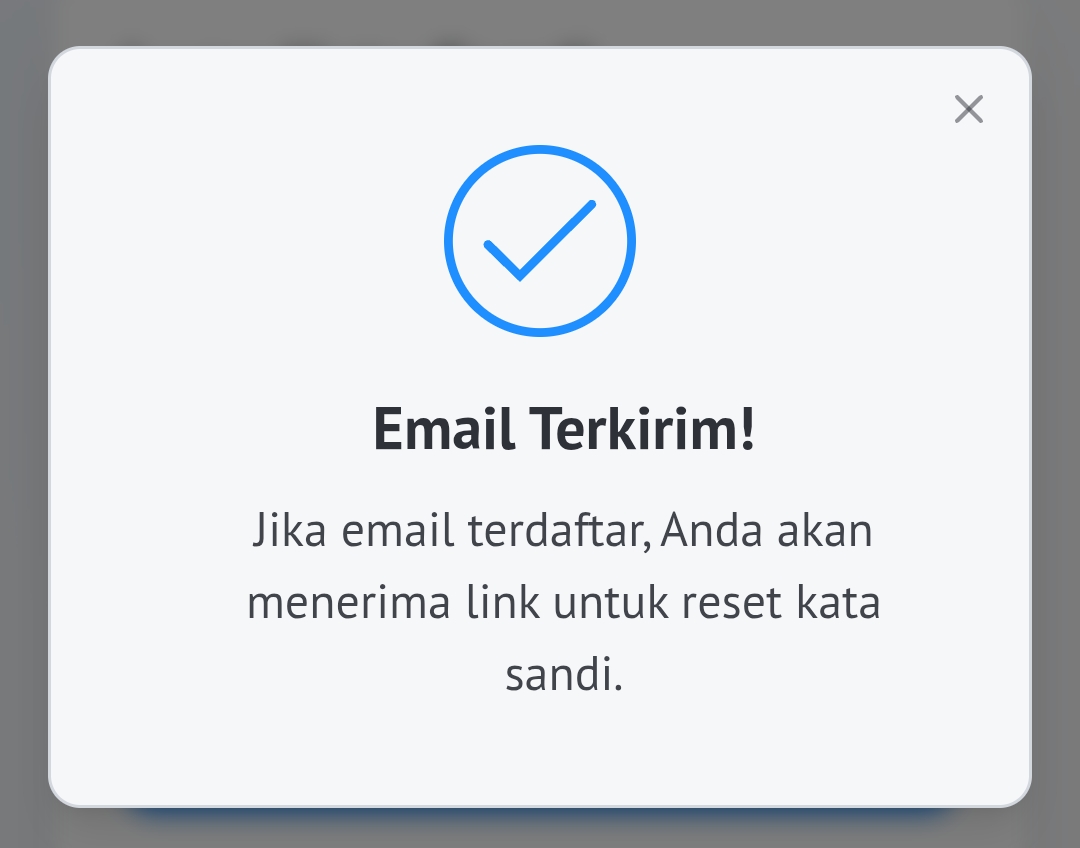 Email Terkirim!
Jika email terdaftar, Anda akan
menerima link untuk reset kata
sandi.